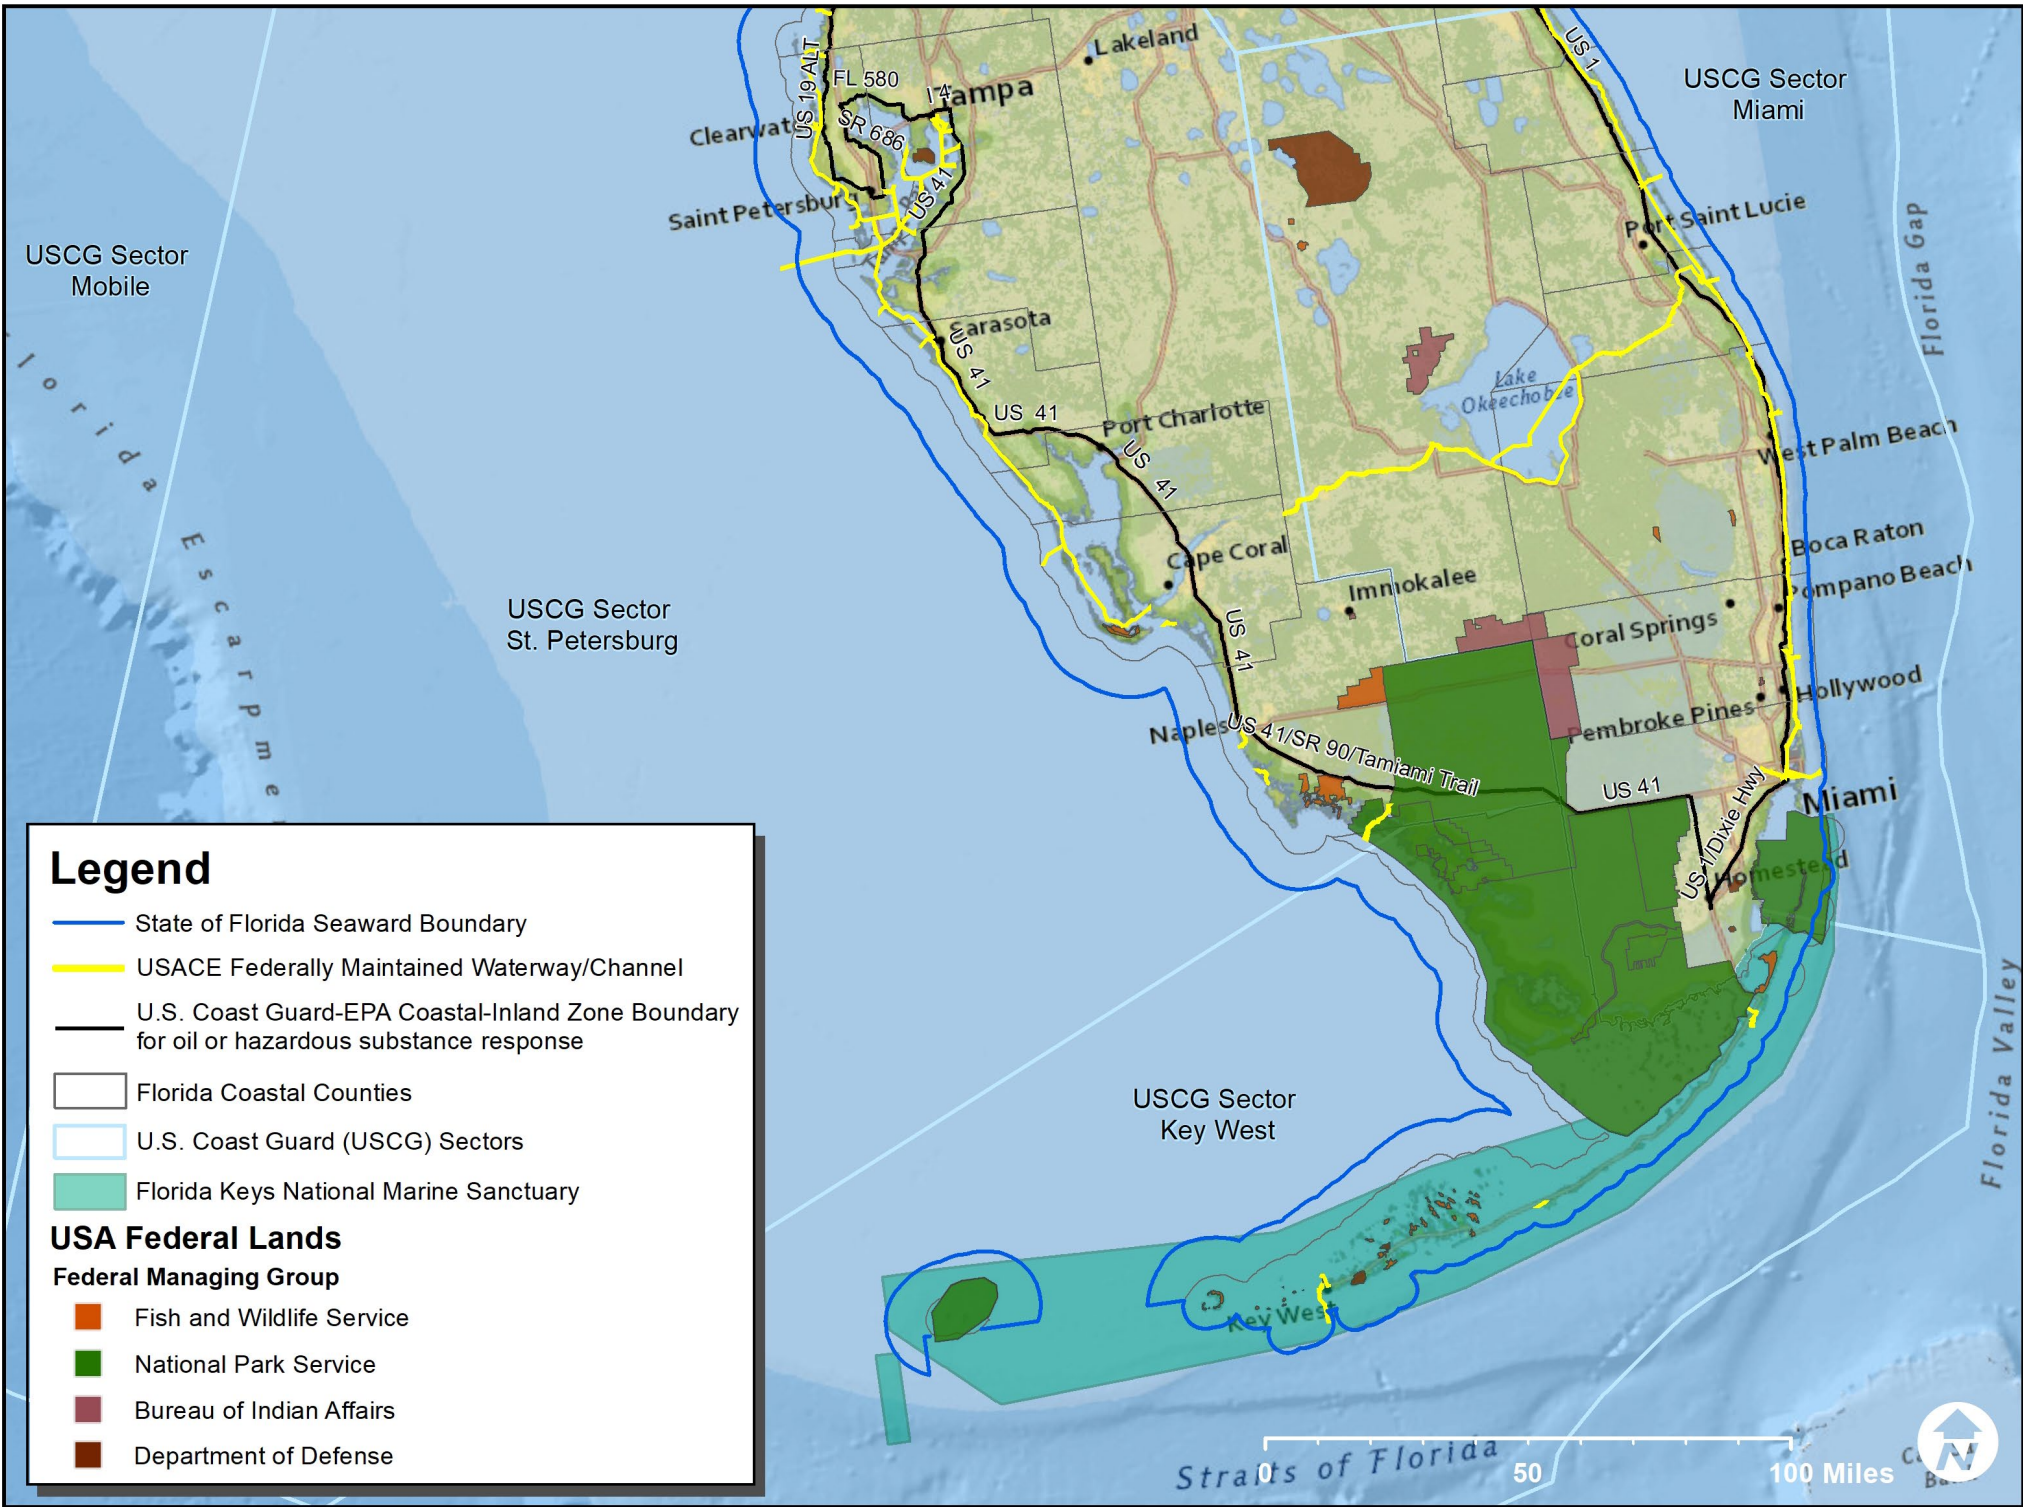 Lakeland
US 1
USCG Sector
Miami
US 19 ALT
FL 580
I 4
Tampa
Clearwate
SR 686
US 41
Saint Petersburg
Port Saint Lucie
Florida Gap
USCG Sector
Mobile
Sarasota
US 41
Lake
Okeechobee
US 41
Port Charlotte
US 41
West Palm Beach
Florida Escarpme
Boca Raton
Cape Coral
Immokalee
Pompano Beach
USCG Sector
St. Petersburg
US 41
Coral Springs
Hollywood
Pembroke Pines
Naples
US 41/SR 90/Tamiami Trail
US 41
Miami
US 1/Dixie Hwy
Homestead
Florida Valley
USCG Sector
Key West
Key West
Straits of Florida
0 50 100 Miles
N
Legend
State of Florida Seaward Boundary
USACE Federally Maintained Waterway/Channel
U.S. Coast Guard-EPA Coastal-Inland Zone Boundary
for oil or hazardous substance response
Florida Coastal Counties
U.S. Coast Guard (USCG) Sectors
Florida Keys National Marine Sanctuary
USA Federal Lands
Federal Managing Group
Fish and Wildlife Service
National Park Service
Bureau of Indian Affairs
Department of Defense